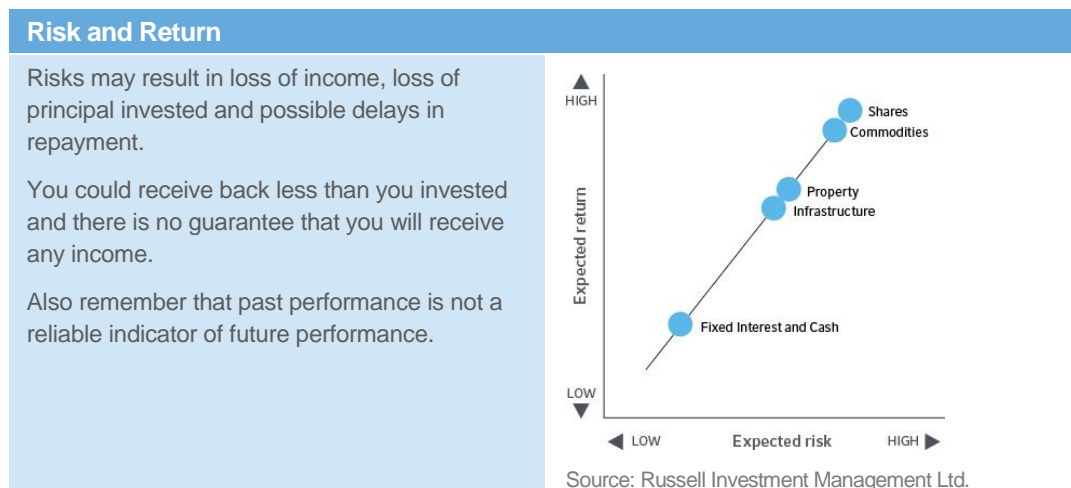 Risk and Return
Risks may result in loss of income, loss of
principal invested and possible delays in
repayment.
You could receive back less than you invested
and there is no guarantee that you will receive
any income.
Also remember that past performance is not a
reliable indicator of future performance.
HIGH
Shares
Commodities
Property
Infrastructure
Expected return
Fixed Interest and Cash
LOW
LOW Expected risk HIGH
Source: Russell Investment Management Ltd.